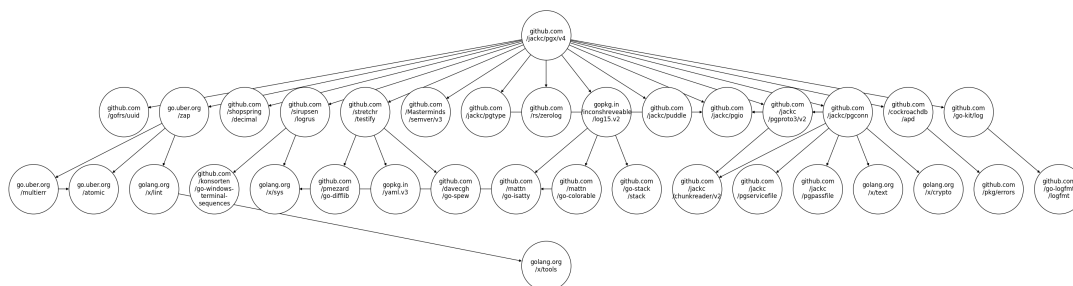 github.com
/jackc/pgx/v4
github.com
/gofrs/uuid
go.uber.org
/zap
github.com
/shopspring
/decimal
github.com
/sirupsen
/logrus
github.com
/stretchr
/testify
github.com
/Masterminds
/semver/v3
github.com
/jackc/pgtype
github.com
/rs/zerolog
gopkg.in
/inconshreveable
/log15.v2
github.com
/jackc/puddle
github.com
/jackc/pgio
github.com
/jackc
/pgproto3/v2
github.com
/jackc/pgconn
github.com
/cockroachdb
/apd
github.com
/go-kit/log
go.uber.org
/multierr
go.uber.org
/atomic
golang.org
/x/lint
github.com
/konsorten
/go-windows-
terminal-
sequences
golang.org
/x/sys
github.com
/pmezard
/go-difflib
gopkg.in
/yaml.v3
github.com
/davecgh
/go-spew
github.com
/mattn
/go-isatty
github.com
/mattn
/go-colorable
github.com
/go-stack
/stack
github.com
/jackc
/chunkreader/v2
github.com
/jackc
/pgservicefile
github.com
/jackc
/pgpassfile
golang.org
/x/text
golang.org
/x/crypto
github.com
/pkg/errors
github.com
/go-logfmt
/logfmt
golang.org
/x/tools